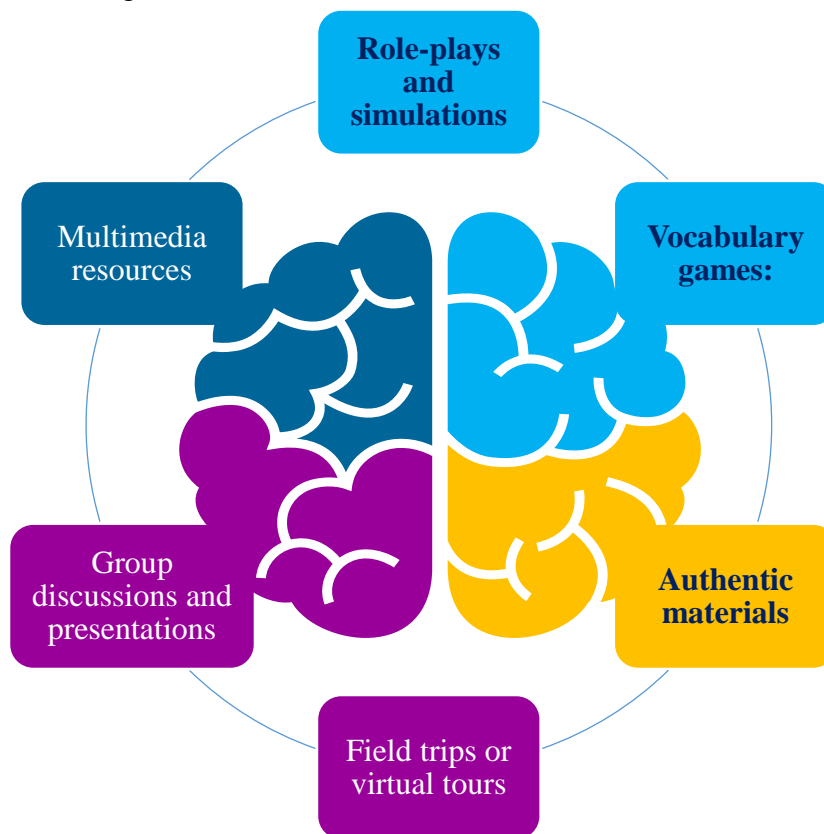 Role-plays
and
simulations
Vocabulary
games:
Authentic
materials
Field trips or
virtual tours
Group
discussions and
presentations
Multimedia
resources